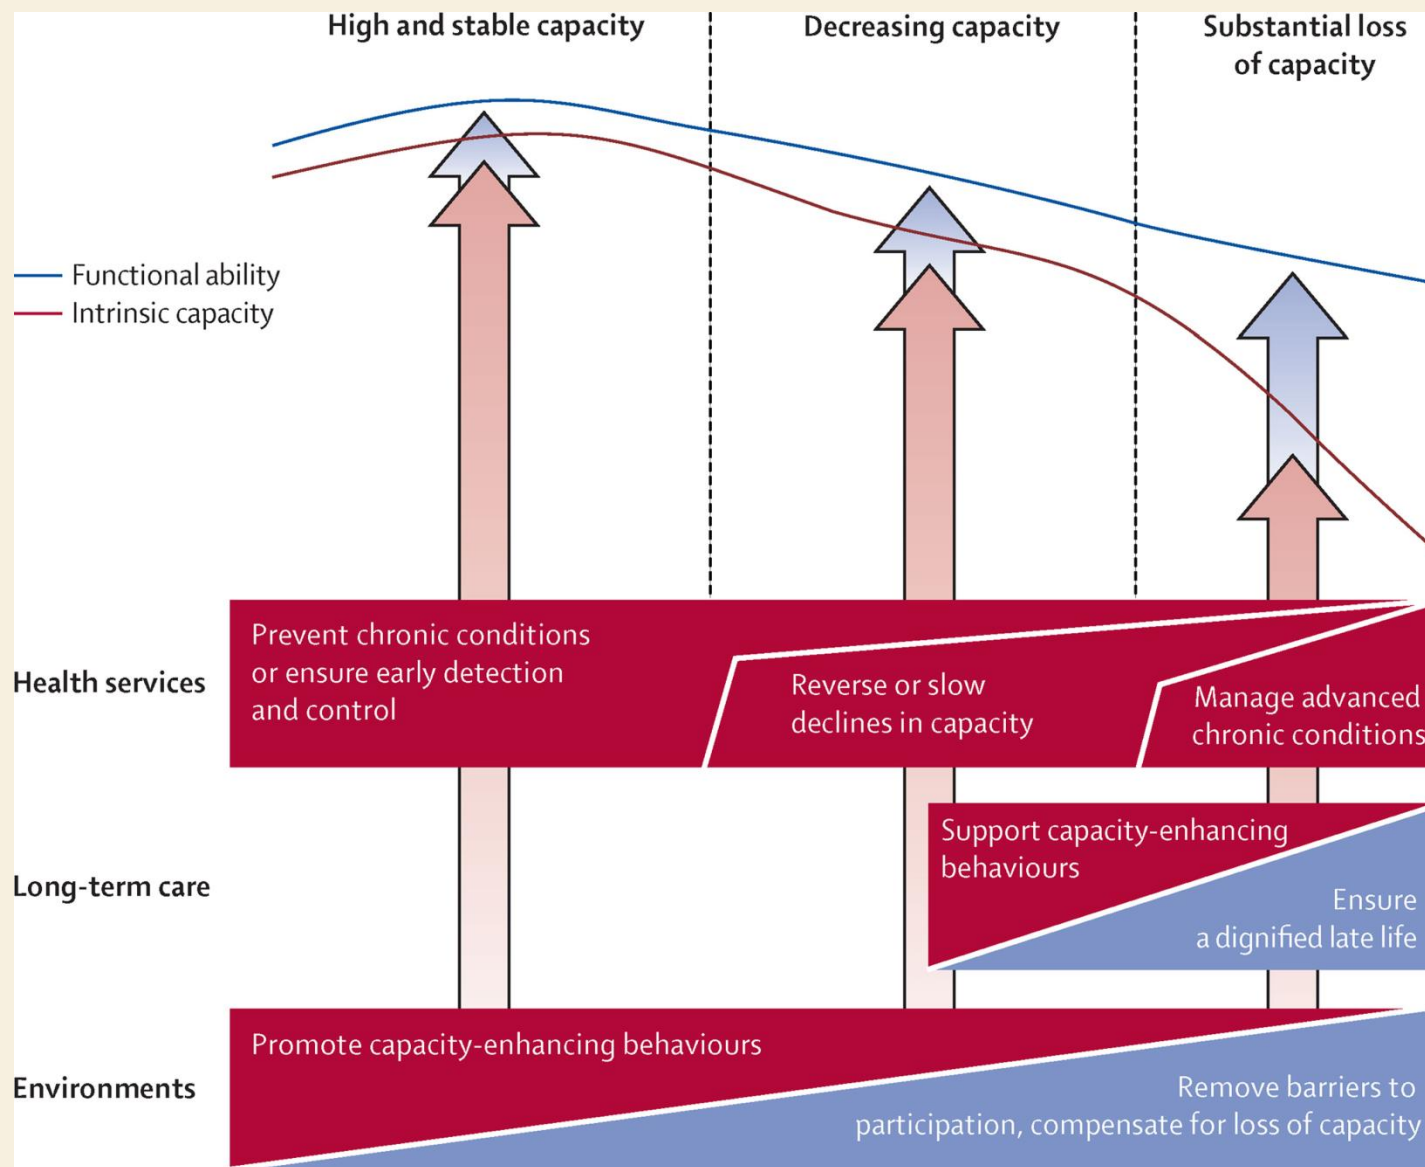 High and stable capacity
Decreasing capacity
Substantial loss
of capacity
Functional ability
Intrinsic capacity
Health services
Prevent chronic conditions
or ensure early detection
and control
Reverse or slow
declines in capacity
Manage advanced
chronic conditions
Long-term care
Support capacity-enhancing
behaviours
Ensure
a dignified late life
Environments
Promote capacity-enhancing behaviours
Remove barriers to
participation, compensate for loss of capacity